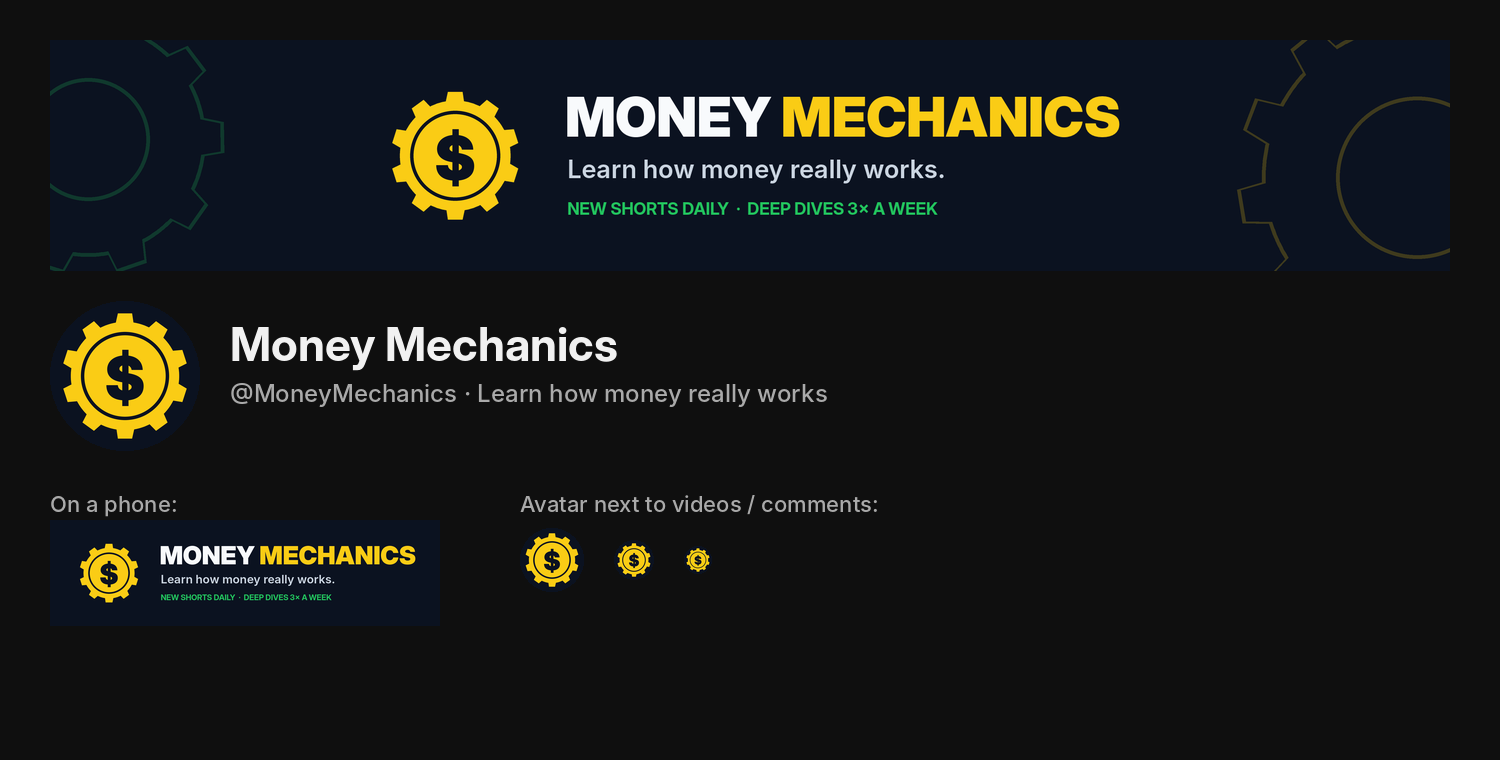 $
MONEY MECHANICS
Learn how money really works.
NEW SHORTS DAILY · DEEP DIVES 3× A WEEK
$
Money Mechanics
@MoneyMechanics · Learn how money really works
On a phone:
$
MONEY MECHANICS
Learn how money really works.
NEW SHORTS DAILY · DEEP DIVES 3× A WEEK
Avatar next to videos / comments:
$ $ $